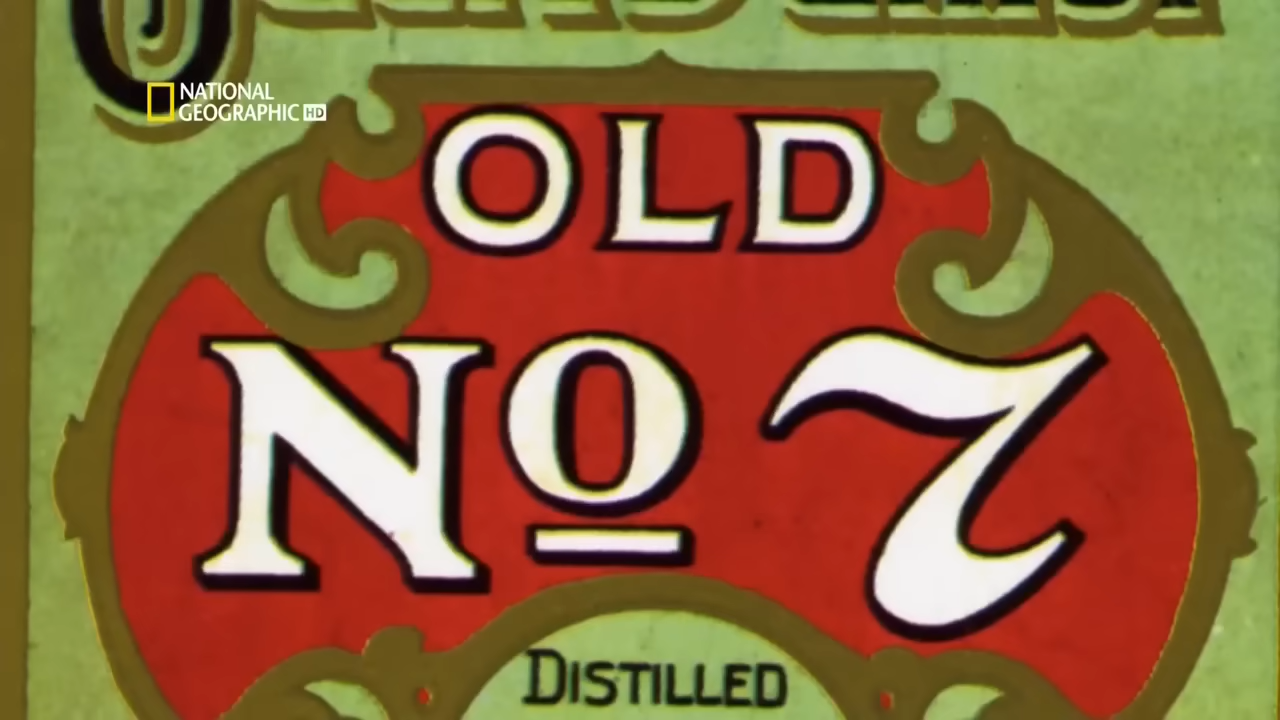 NATIONAL
GEOGRAPHIC HD
OLD
Nº 7
DISTILLED